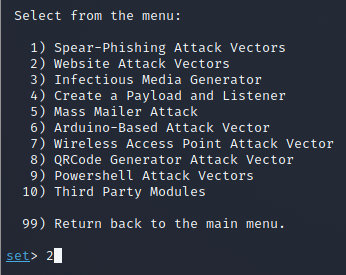 Select from the menu:
1) Spear-Phishing Attack Vectors
2) Website Attack Vectors
3) Infectious Media Generator
4) Create a Payload and Listener
5) Mass Mailer Attack
6) Arduino-Based Attack Vector
7) Wireless Access Point Attack Vector
8) QRCode Generator Attack Vector
9) Powershell Attack Vectors
10) Third Party Modules
99) Return back to the main menu.
set> 2